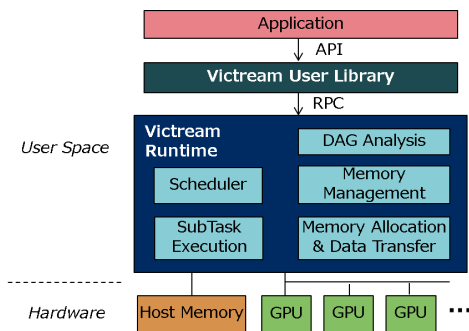 Application
API
Victream User Library
RPC
Victream
Runtime
DAG Analysis
User Space
Scheduler
Memory
Management
SubTask
Execution
Memory Allocation
& Data Transfer
Hardware
Host Memory
GPU
GPU
GPU
...